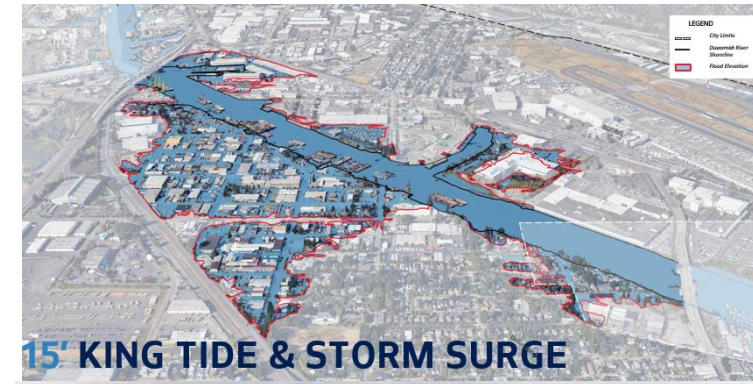 LEGEND
City Limits
Duwamish River
Shoreline
Flood Elevation
BOEING
15' KING TIDE & STORM SURGE